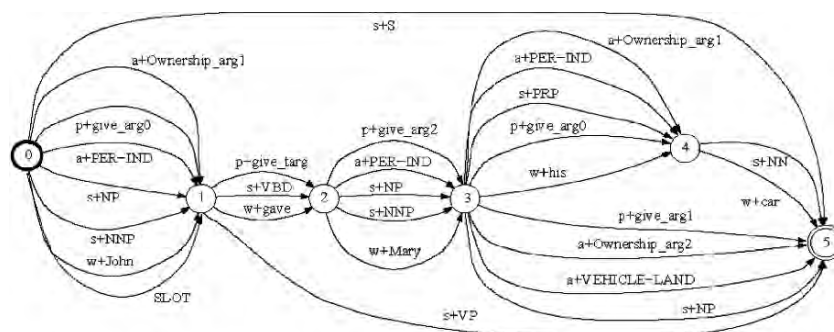 s+S
a+Ownership_arg1
p+give_arg0
a+PER-IND
s+NP
s+NNP
w+John
SLOT
0
1
p+give_targ
s+VBD
w+gave
2
p+give_arg2
a+PER-IND
s+NP
s+NNP
w+Mary
3
a+Ownership_arg1
a+PER-IND
s+PRP
p+give_arg0
w+his
4
s+NN
w+car
p+give_arg1
a+Ownership_arg2
a+VEHICLE-LAND
s+NP
s+VP
5